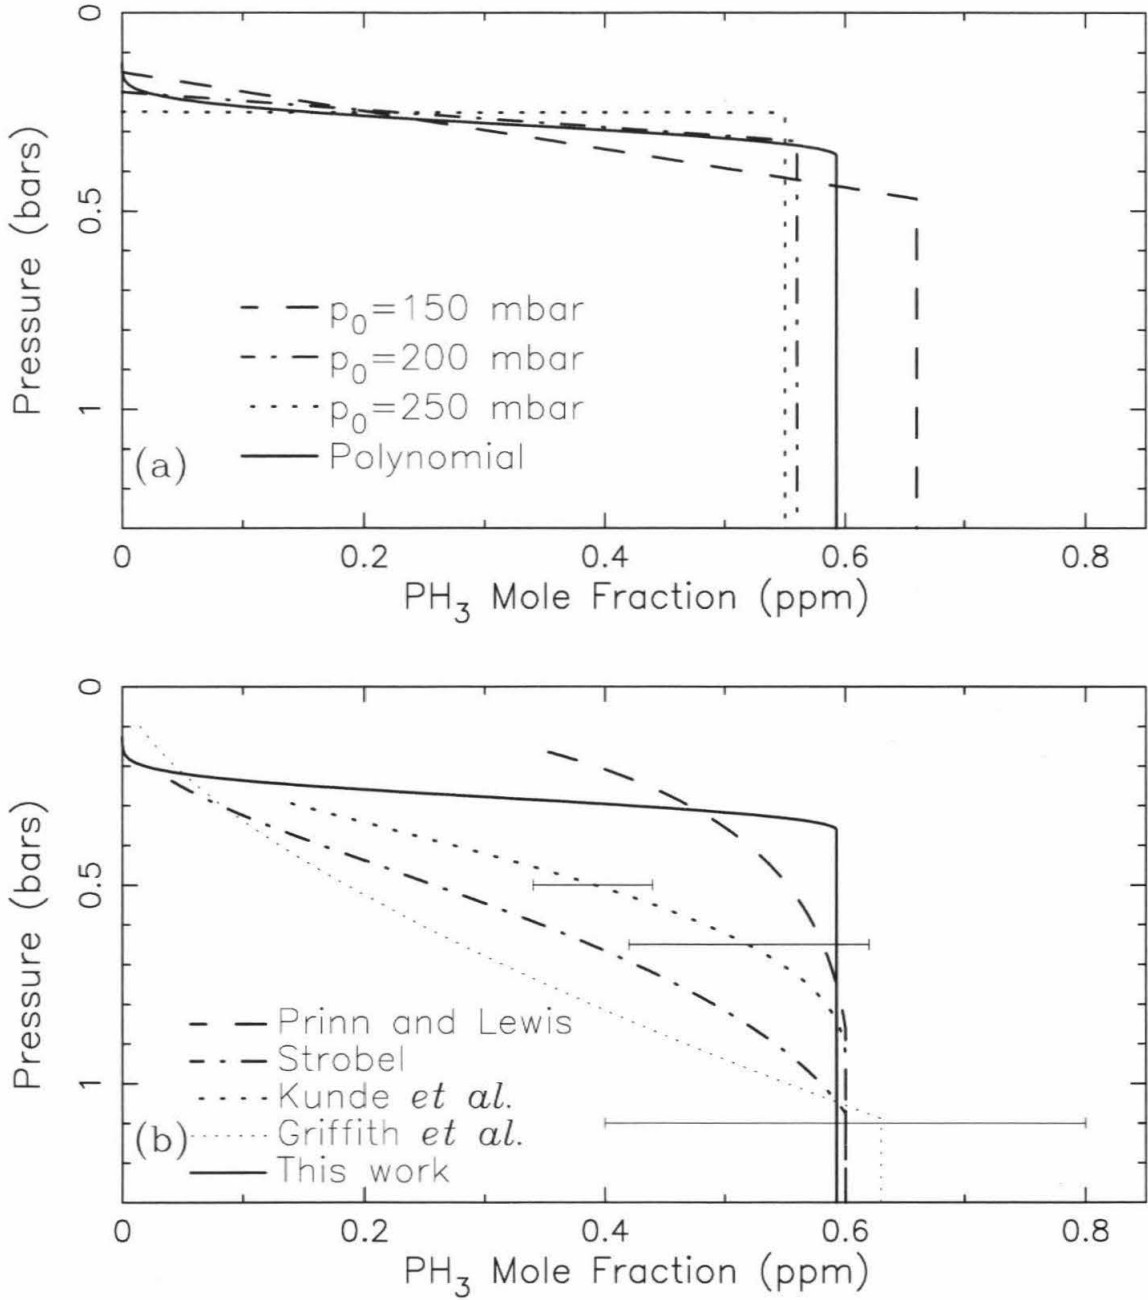 0
0.5
1
Pressure (bars)
p0=150 mbar
p0=200 mbar
p0=250 mbar
Polynomial
(a)
0 0.2 0.4 0.6 0.8
PH3 Mole Fraction (ppm)
0
0.5
1
Pressure (bars)
Prinn and Lewis
Strobel
Kunde et al.
Griffith et al.
This work
(b)
0 0.2 0.4 0.6 0.8
PH3 Mole Fraction (ppm)